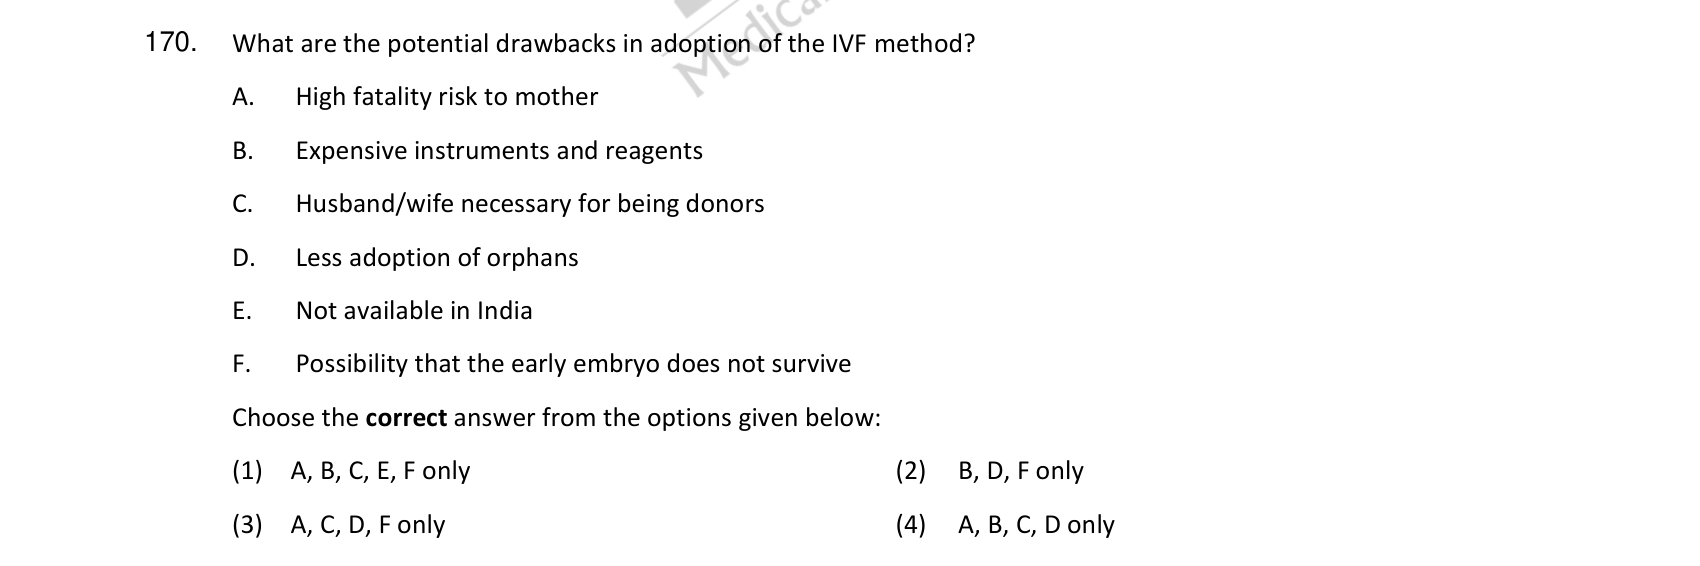 Medica
170. What are the potential drawbacks in adoption of the IVF method?
A. High fatality risk to mother
B. Expensive instruments and reagents
C. Husband/wife necessary for being donors
D. Less adoption of orphans
E. Not available in India
F. Possibility that the early embryo does not survive
Choose the correct answer from the options given below:
(1) A, B, C, E, F only (2) B, D, F only
(3) A, C, D, F only (4) A, B, C, D only